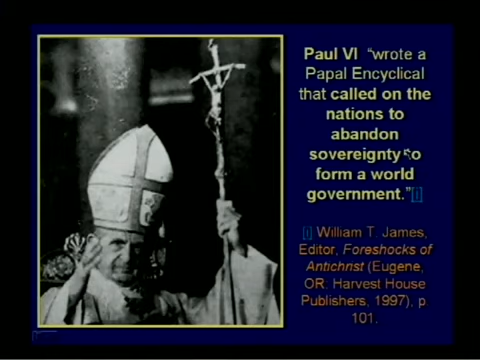 Paul VI “wrote a
Papal Encyclical
that called on the
nations to
abandon
sovereignty to
form a world
government.”[i]
[i] William T. James,
Editor, Foreshocks of
Antichrist (Eugene,
OR: Harvest House
Publishers, 1997), p.
101.